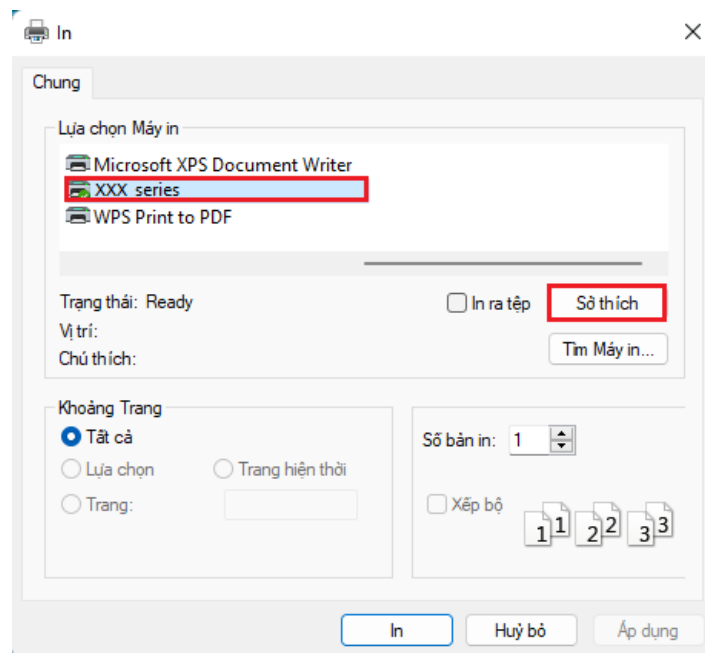 In
Chung
Lựa chọn Máy in
Microsoft XPS Document Writer
XXX series
WPS Print to PDF
Trạng thái: Ready
In ra tệp
Sở thích
Vị trí:
Tìm Máy in...
Chú thích:
Khoảng Trang
Tất cả
Số bản in: 1
Lựa chọn
Trang hiện thời
Trang:
Xếp bộ
1 1 2 2 3 3
In
Huỷ bỏ
Áp dụng